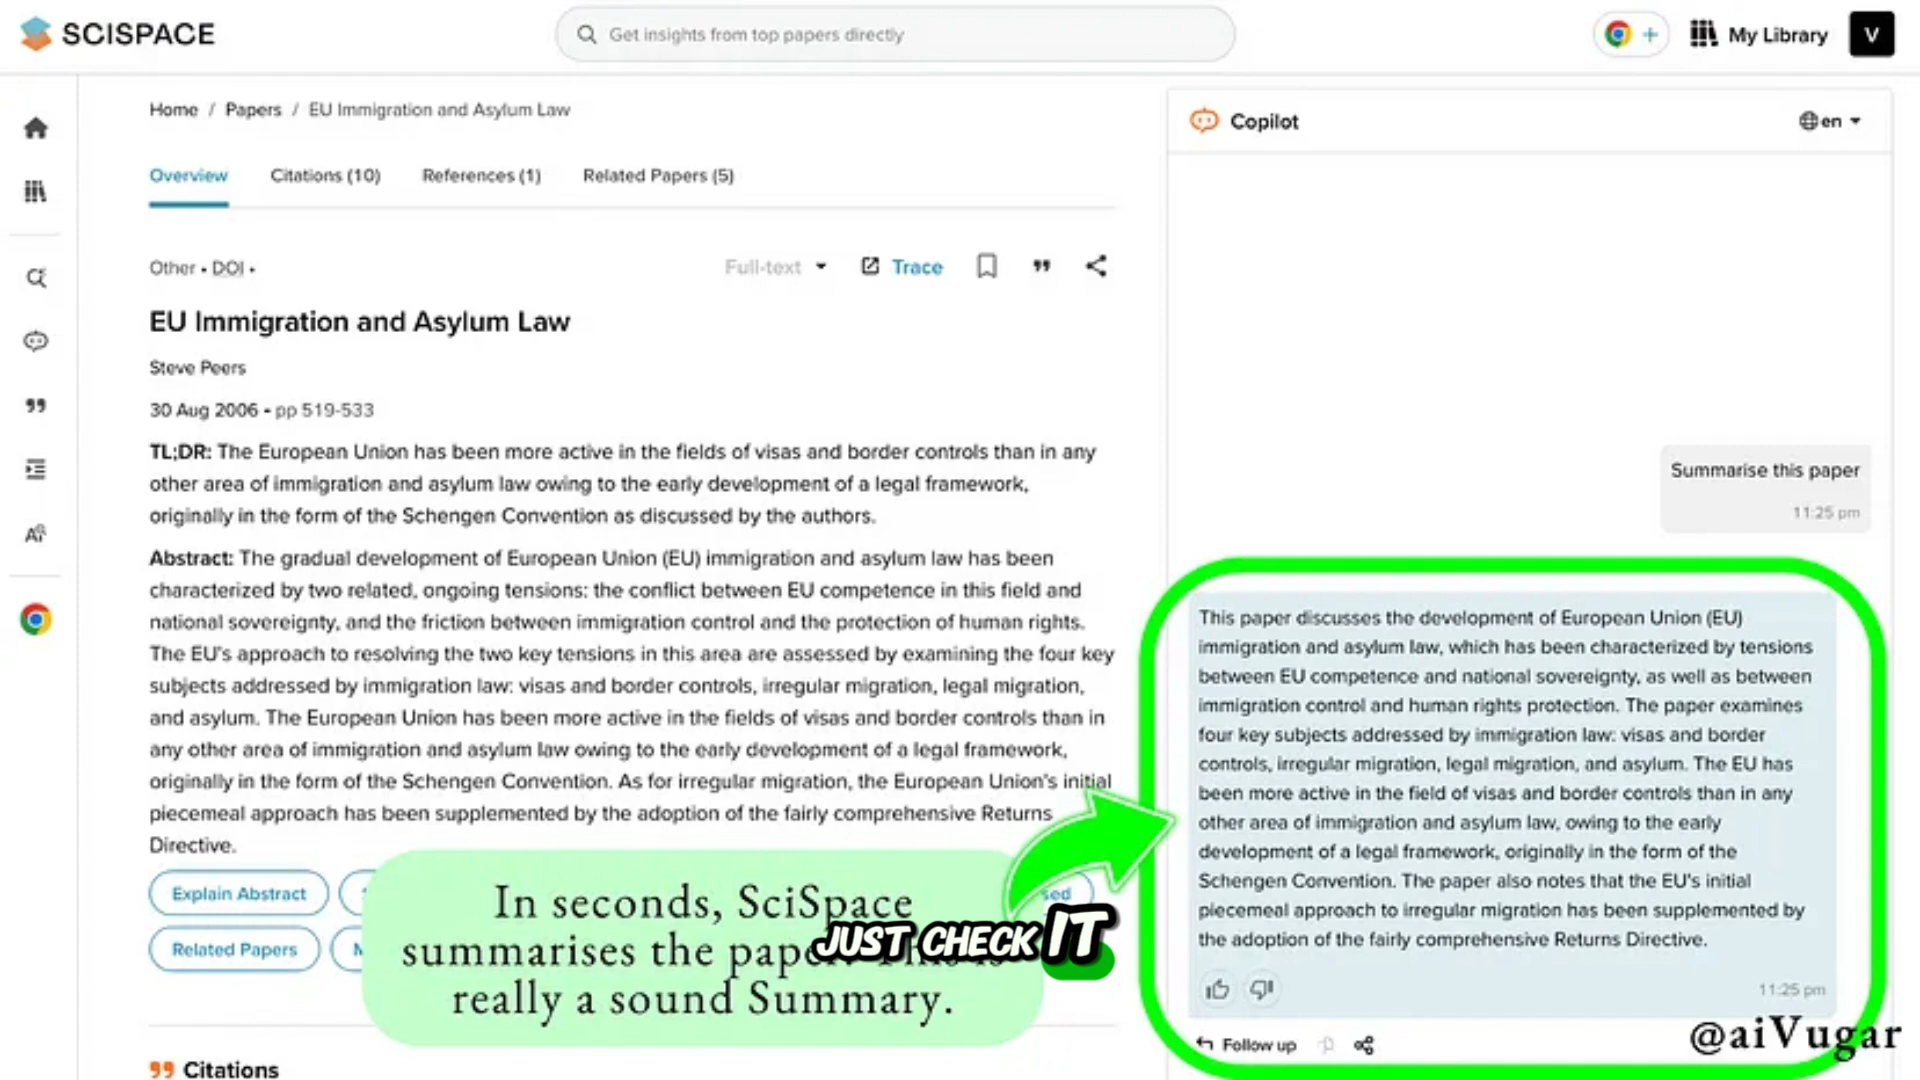 SCISPACE
Get insights from top papers directly
My Library
V
Home / Papers / EU Immigration and Asylum Law
Overview
Citations (10)
References (1)
Related Papers (5)
Other • DOI •
Full-text
Trace
EU Immigration and Asylum Law
Steve Peers
30 Aug 2006 • pp 519-533
TL;DR: The European Union has been more active in the fields of visas and border controls than in any
other area of immigration and asylum law owing to the early development of a legal framework,
originally in the form of the Schengen Convention as discussed by the authors.
Abstract: The gradual development of European Union (EU) immigration and asylum law has been
characterized by two related, ongoing tensions: the conflict between EU competence in this field and
national sovereignty, and the friction between immigration control and the protection of human rights.
The EU's approach to resolving the two key tensions in this area are assessed by examining the four key
subjects addressed by immigration law: visas and border controls, irregular migration, legal migration,
and asylum. The European Union has been more active in the fields of visas and border controls than in
any other area of immigration and asylum law owing to the early development of a legal framework,
originally in the form of the Schengen Convention. As for irregular migration, the European Union's initial
piecemeal approach has been supplemented by the adoption of the fairly comprehensive Returns
Directive.
Explain Abstract
Related Papers
In seconds, SciSpace
summarises the paper.
really a sound Summary.
JUST CHECK IT
Citations
Copilot
en
Summarise this paper
11:25 pm
This paper discusses the development of European Union (EU)
immigration and asylum law, which has been characterized by tensions
between EU competence and national sovereignty, as well as between
immigration control and human rights protection. The paper examines
four key subjects addressed by immigration law: visas and border
controls, irregular migration, legal migration, and asylum. The EU has
been more active in the field of visas and border controls than in any
other area of immigration and asylum law, owing to the early
development of a legal framework, originally in the form of the
Schengen Convention. The paper also notes that the EU's initial
piecemeal approach to irregular migration has been supplemented by
the adoption of the fairly comprehensive Returns Directive.
11:25 pm
Follow up
@aiVugar